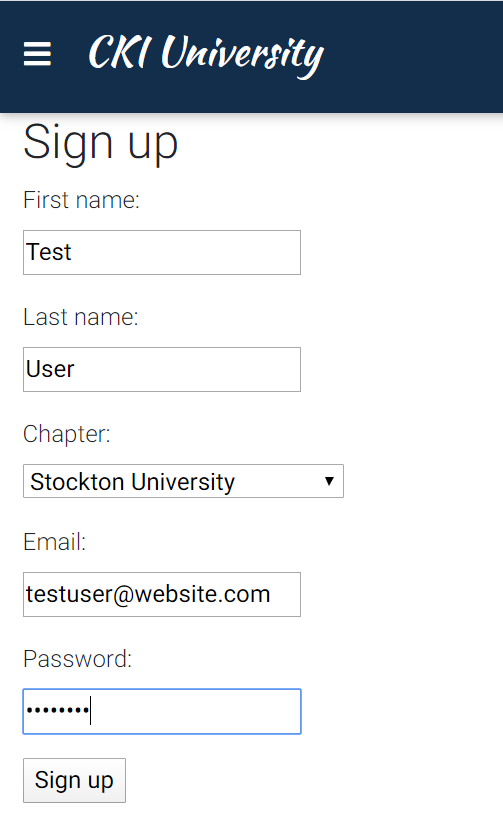 CKI University
Sign up
First name:
Test
Last name:
User
Chapter:
Stockton University
Email:
testuser@website.com
Password:
••••••••
Sign up